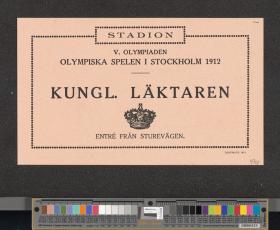 STADION
V. OLYMPIADEN
OLYMPISKA SPELEN I STOCKHOLM 1912
KUNGL. LÄKTAREN
ENTRÉ FRÅN STUREVÄGEN.